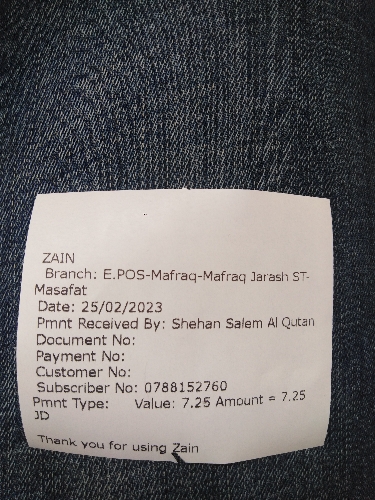 ZAIN
Branch: E.POS-Mafraq-Mafraq Jarash ST-
Masafat
Date: 25/02/2023
Pmnt Received By: Shehan Salem Al Qutan
Document No:
Payment No:
Customer No:
Subscriber No: 0788152760
Pmnt Type: Value: 7.25 Amount = 7.25
JD
Thank you for using Zain